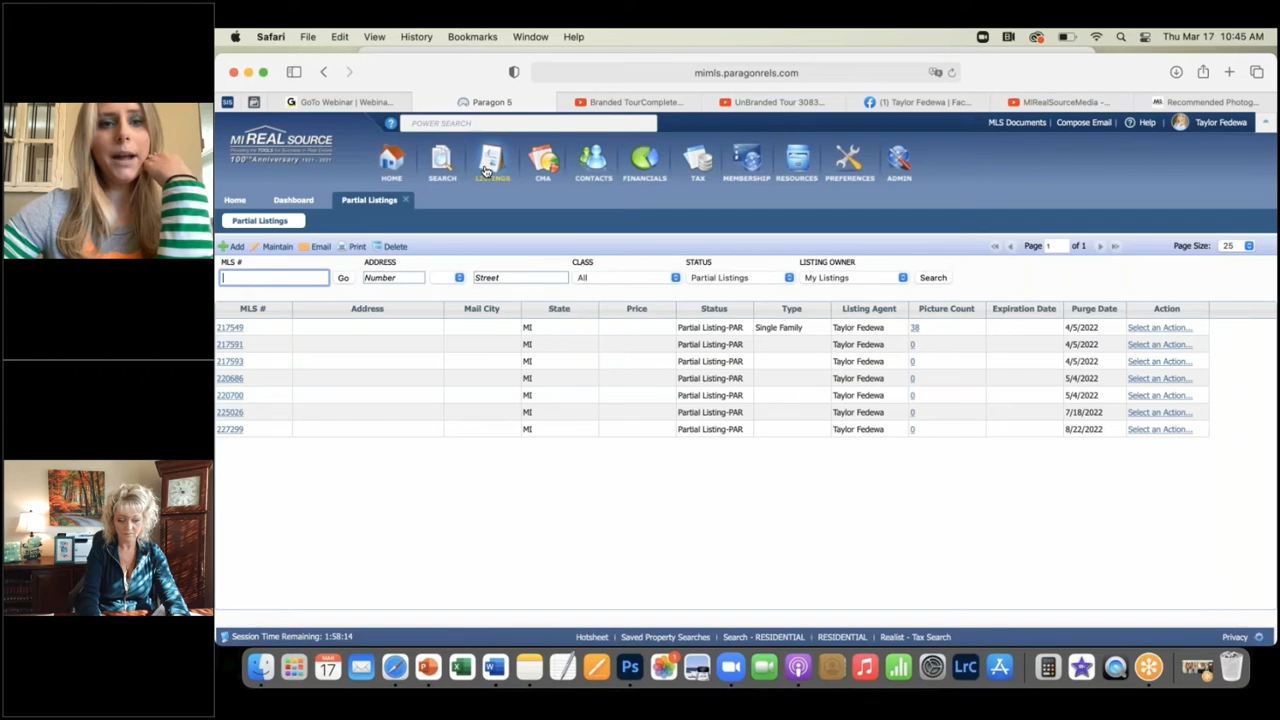 Safari File Edit View History Bookmarks Window Help Thu Mar 17 10:45 AM
mimls.paragonrels.com
SIS GoTo Webinar | Webina... Paragon 5 Branded TourComplete... UnBranded Tour 3083... (1) Taylor Fedewa | Fac... MIRealSourceMedia -... Recommended Photog...
MI REAL SOURCE
100th Anniversary 1921 - 2021
? POWER SEARCH MLS Documents Compose Email ? Help Taylor Fedewa
HOME SEARCH LISTINGS CMA CONTACTS FINANCIALS TAX MEMBERSHIP RESOURCES PREFERENCES ADMIN
Home Dashboard Partial Listings
Partial Listings
Add Maintain Email Print Delete Page 1 of 1 Page Size: 25
MLS # ADDRESS CLASS STATUS LISTING OWNER
Go Number Street All Partial Listings My Listings Search
MLS # Address Mail City State Price Status Type Listing Agent Picture Count Expiration Date Purge Date Action
217549 MI Partial Listing-PAR Single Family Taylor Fedewa 38 4/5/2022 Select an Action...
217591 MI Partial Listing-PAR Taylor Fedewa 0 4/5/2022 Select an Action...
217593 MI Partial Listing-PAR Taylor Fedewa 0 4/5/2022 Select an Action...
220686 MI Partial Listing-PAR Taylor Fedewa 0 5/4/2022 Select an Action...
220700 MI Partial Listing-PAR Taylor Fedewa 0 5/4/2022 Select an Action...
225026 MI Partial Listing-PAR Taylor Fedewa 0 7/18/2022 Select an Action...
227299 MI Partial Listing-PAR Taylor Fedewa 0 8/22/2022 Select an Action...
Session Time Remaining: 1:58:14 Hotsheet Saved Property Searches Search - RESIDENTIAL RESIDENTIAL Realist - Tax Search Privacy
MAR
17 Ps 1 LrC